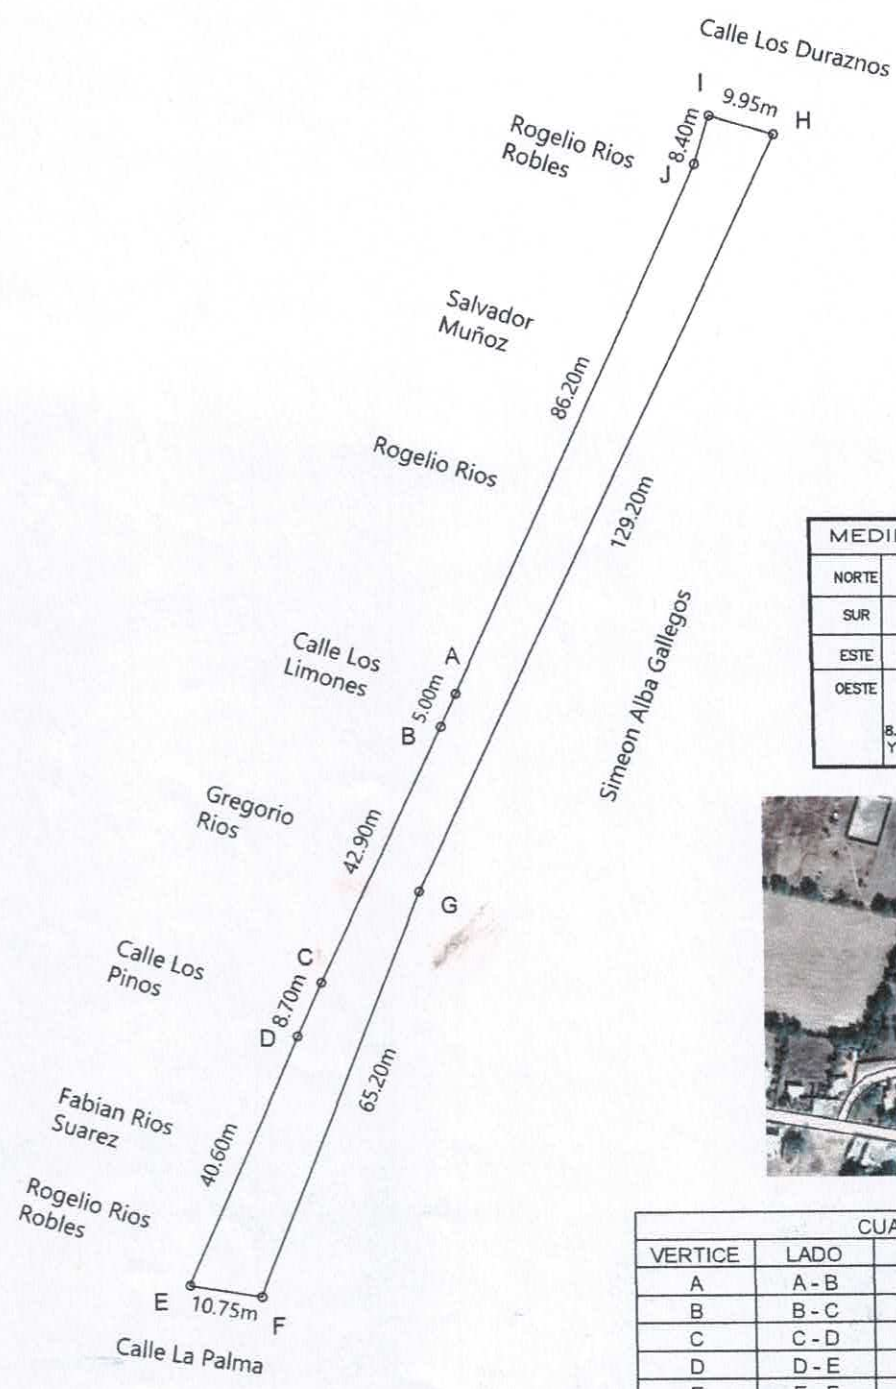 Calle Los Duraznos
I
9.95m
H
8.40m
J
Rogelio Rios
Robles
Salvador
Muñoz
86.20m
Rogelio Rios
129.20m
Simeon Alba Gallegos
Calle Los
Limones
A
5.00m
B
Gregorio
Rios
42.90m
G
Calle Los
Pinos
C
8.70m
D
65.20m
Fabian Rios
Suarez
40.60m
Rogelio Rios
Robles
E
10.75m
F
Calle La Palma
NORTE
SUR
ESTE
OESTE
8.
Y
VERTICE LADO
A A - B
B B - C
C C - D
D D - E